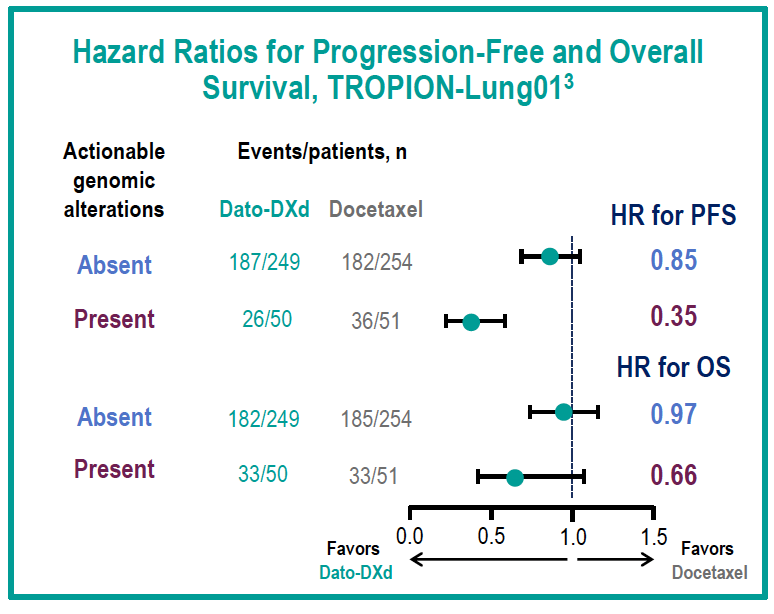 Hazard Ratios for Progression-Free and Overall
Survival, TROPION-Lung01³
Actionable
genomic
alterations
Events/patients, n
Dato-DXd Docetaxel
HR for PFS
Absent 187/249 182/254 0.85
Present 26/50 36/51 0.35
HR for OS
Absent 182/249 185/254 0.97
Present 33/50 33/51 0.66
0.0 0.5 1.0 1.5
Favors
Dato-DXd
Favors
Docetaxel